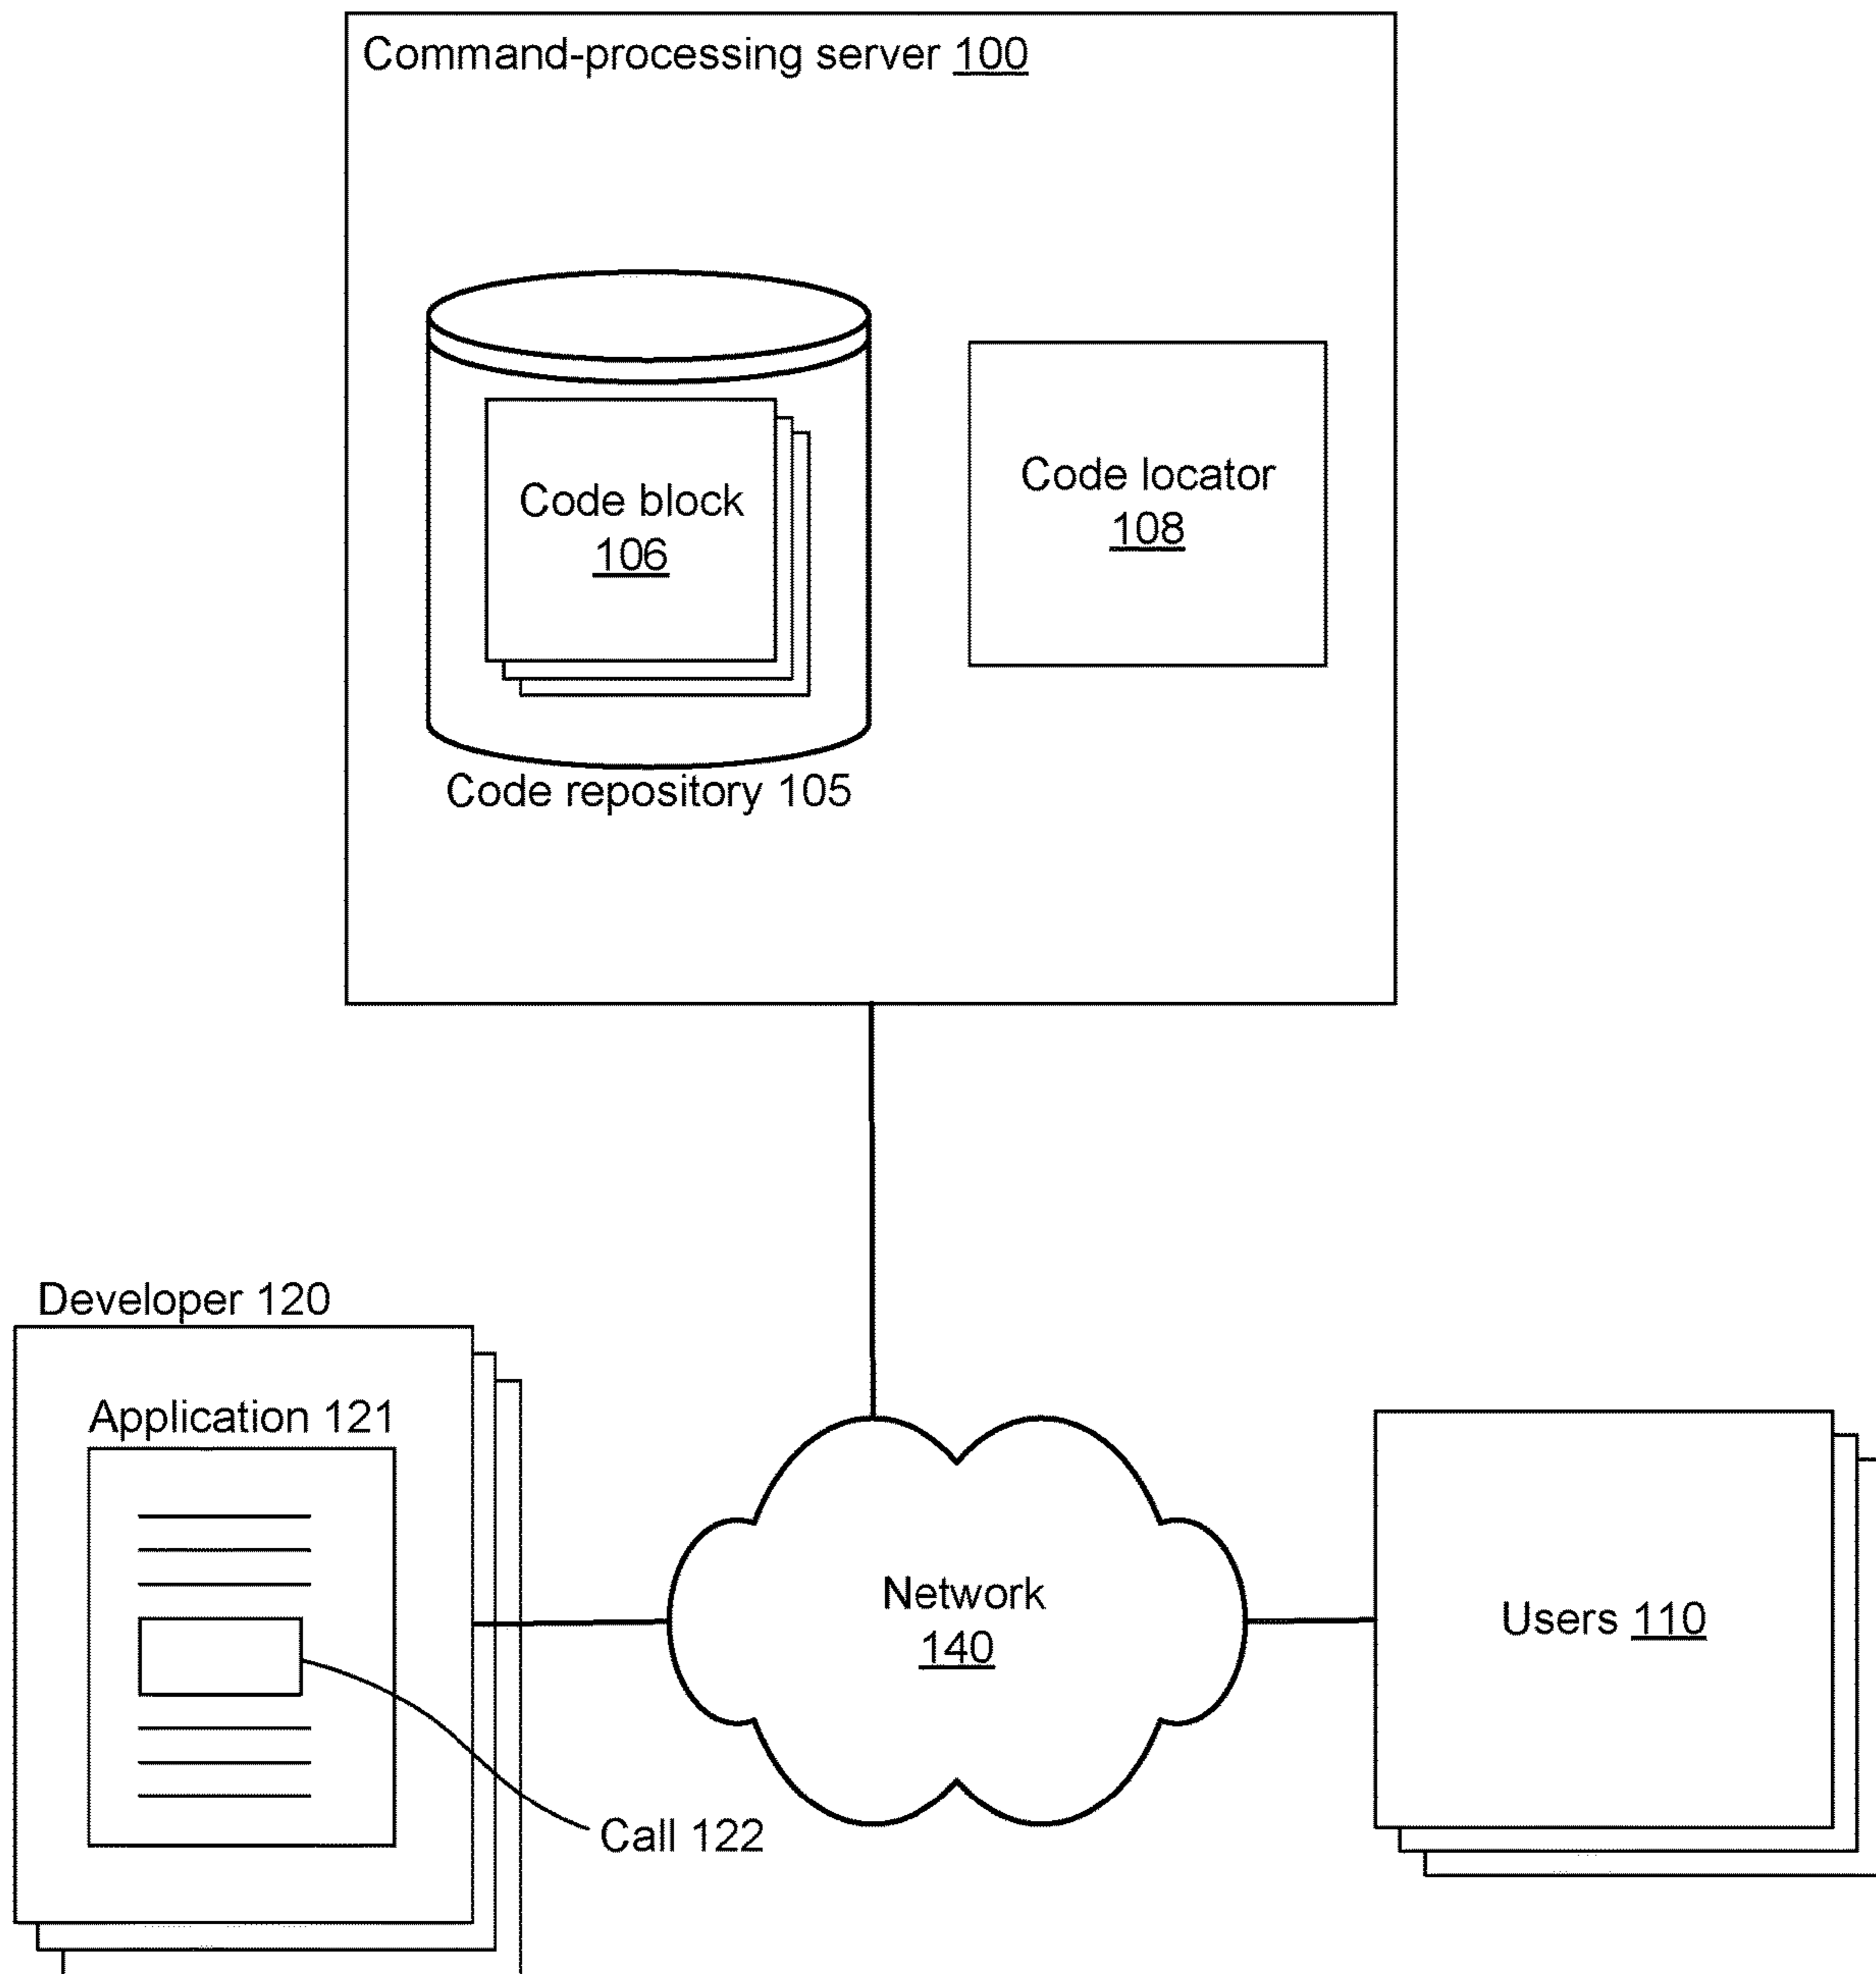 Command-processing server 100
Code block
106
Code locator
108
Code repository 105
Developer 120
Application 121
Network
140
Users 110
Call 122